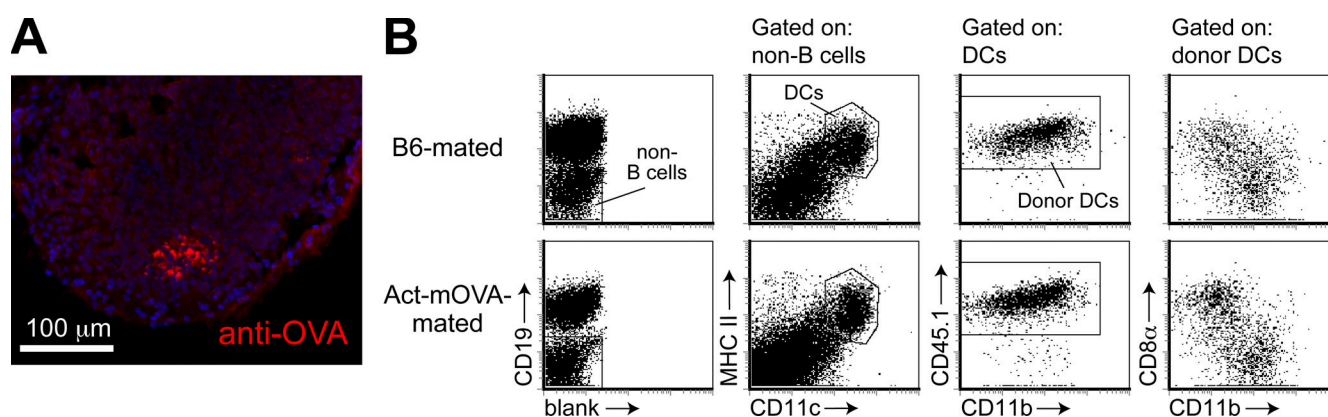 A
100 μm
anti-OVA
B
Gated on:
non-B cells
Gated on:
DCs
Gated on:
donor DCs
B6-mated
non-
B cells
DCs
Donor DCs
Act-mOVA-
mated
CD19
blank
MHC II
CD11c
CD45.1
CD11b
CD8α
CD11b